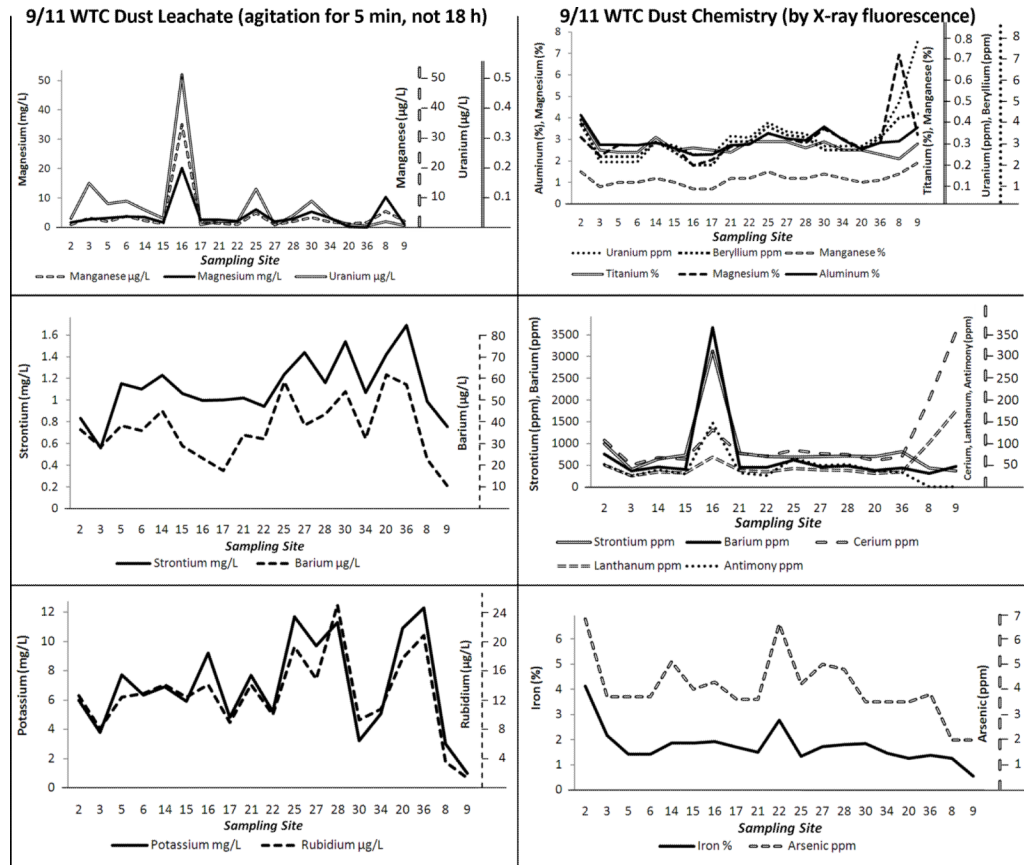 9/11 WTC Dust Leachate (agitation for 5 min, not 18 h)
Magnesium (mg/L)
50
40
30
20
10
0
2 3 5 6 14 15 16 17 21 22 25 27 28 30 34 20 36 8 9
Sampling Site
Manganese (µg/L)
50
40
30
20
10
Uranium (µg/L)
0.5
0.4
0.3
0.2
0.1
Manganese µg/L Magnesium mg/L Uranium µg/L
9/11 WTC Dust Chemistry (by X-ray fluorescence)
Aluminum (%), Magnesium (%)
8
7
6
5
4
3
2
1
0
2 3 5 6 14 15 16 17 21 22 25 27 28 30 34 20 36 8 9
Sampling Site
Titanium (%), Manganese (%)
0.8
0.7
0.6
0.5
0.4
0.3
0.2
0.1
Uranium (ppm), Beryllium (ppm)
8
7
6
5
4
3
2
1
Uranium ppm Beryllium ppm Manganese %
Titanium % Magnesium % Aluminum %
Strontium (mg/L)
1.6
1.4
1.2
1
0.8
0.6
0.4
0.2
0
2 3 5 6 14 15 16 17 21 22 25 27 28 30 34 20 36 8 9
Sampling Site
Barium (µg/L)
80
70
60
50
40
30
20
10
Strontium mg/L Barium µg/L
Strontium (ppm), Barium (ppm)
3500
3000
2500
2000
1500
1000
500
0
2 3 14 15 16 21 22 25 27 28 20 36 8 9
Sampling Site
Cerium, Lanthanum, Antimony (ppm)
350
300
250
200
150
100
50
Strontium ppm Barium ppm Cerium ppm
Lanthanum ppm Antimony ppm
Potassium (mg/L)
12
10
8
6
4
2
0
2 3 5 6 14 15 16 17 21 22 25 27 28 30 34 20 36 8 9
Sampling Site
Rubidium (µg/L)
24
20
16
12
8
4
Potassium mg/L Rubidium µg/L
Iron (%)
6
5
4
3
2
1
0
2 3 5 6 14 15 16 17 21 22 25 27 28 30 34 20 36 8 9
Sampling Site
Arsenic (ppm)
7
6
5
4
3
2
1
Iron % Arsenic ppm